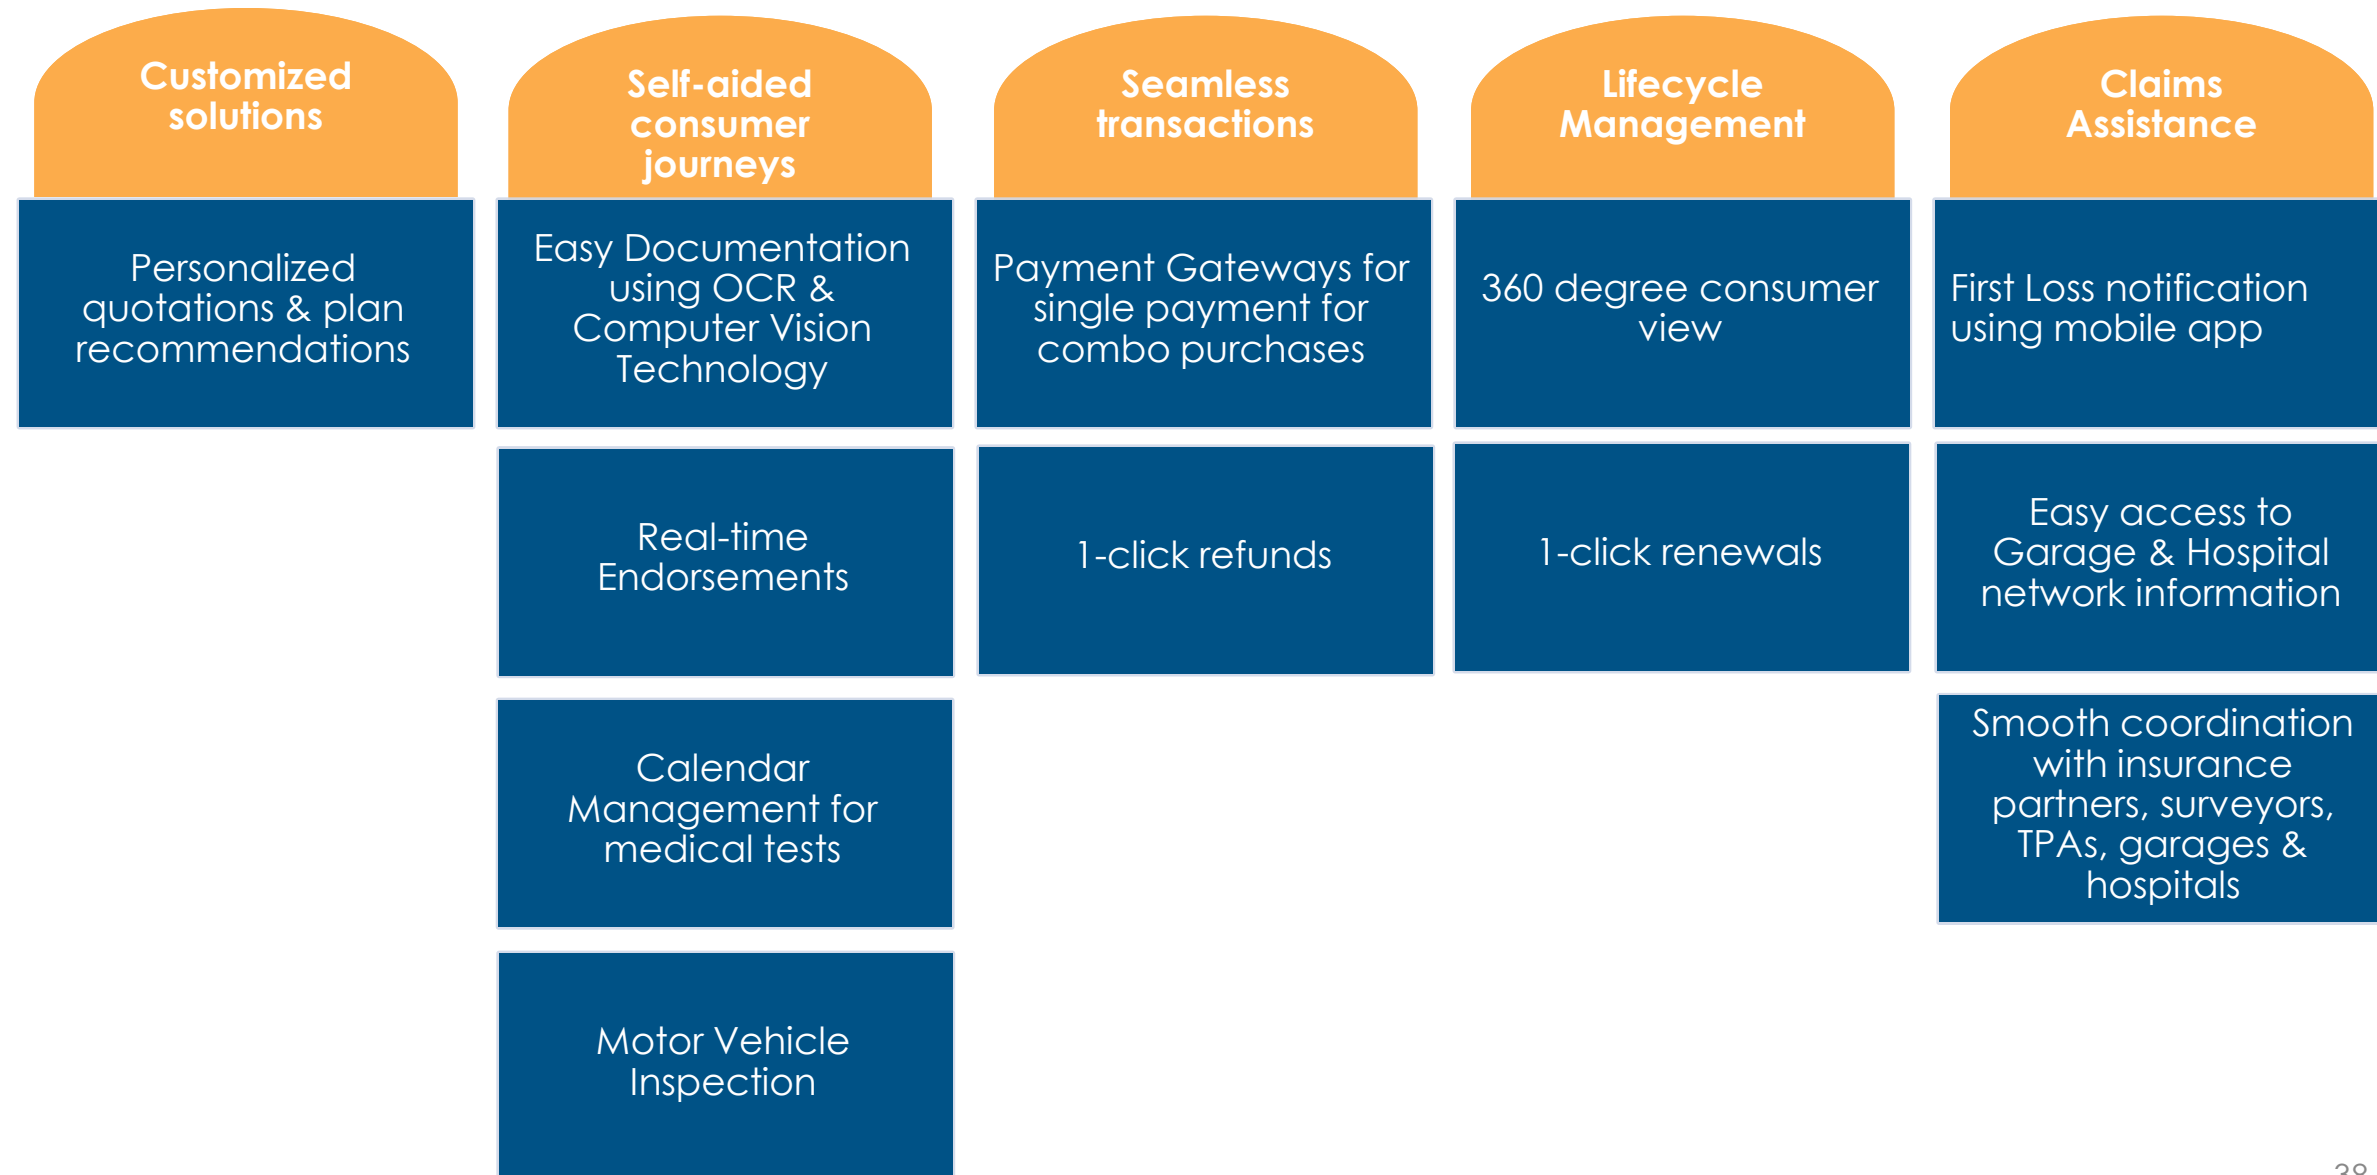 Customized
solutions
Personalized
quotations & plan
recommendations
Self-aided
consumer
journeys
Easy Documentation
using OCR &
Computer Vision
Technology
Real-time
Endorsements
Calendar
Management for
medical tests
Motor Vehicle
Inspection
Seamless
transactions
Payment Gateways for
single payment for
combo purchases
1-click refunds
Lifecycle
Management
360 degree consumer
view
1-click renewals
Claims
Assistance
First Loss notification
using mobile app
Easy access to
Garage & Hospital
network information
Smooth coordination
with insurance
partners, surveyors,
TPAs, garages &
hospitals
38